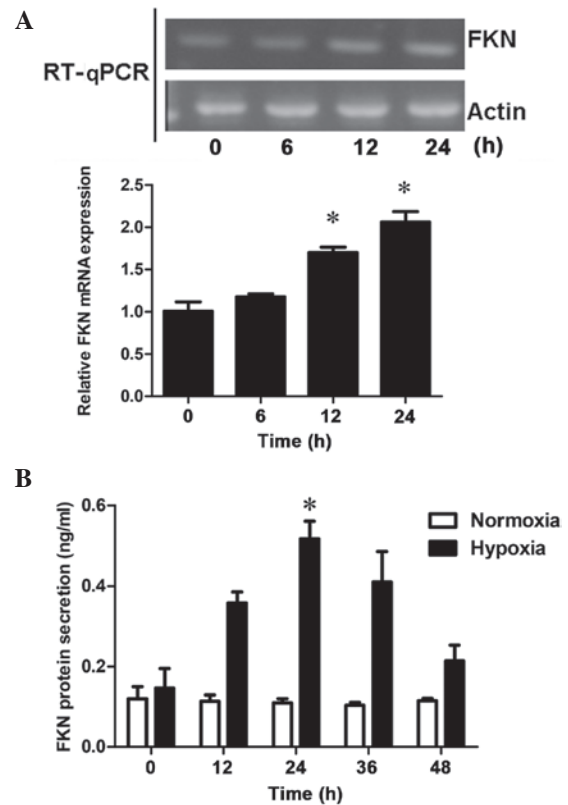 A
FKN
RT-qPCR
Actin
0 6 12 24 (h)
Relative FKN mRNA expression
2.5
2.0
1.5
1.0
0.5
0.0
* *
0 6 12 24
Time (h)
B
FKN protein secretion (ng/ml)
0.6
0.4
0.2
0.0
*
Normoxia
Hypoxia
0 12 24 36 48
Time (h)